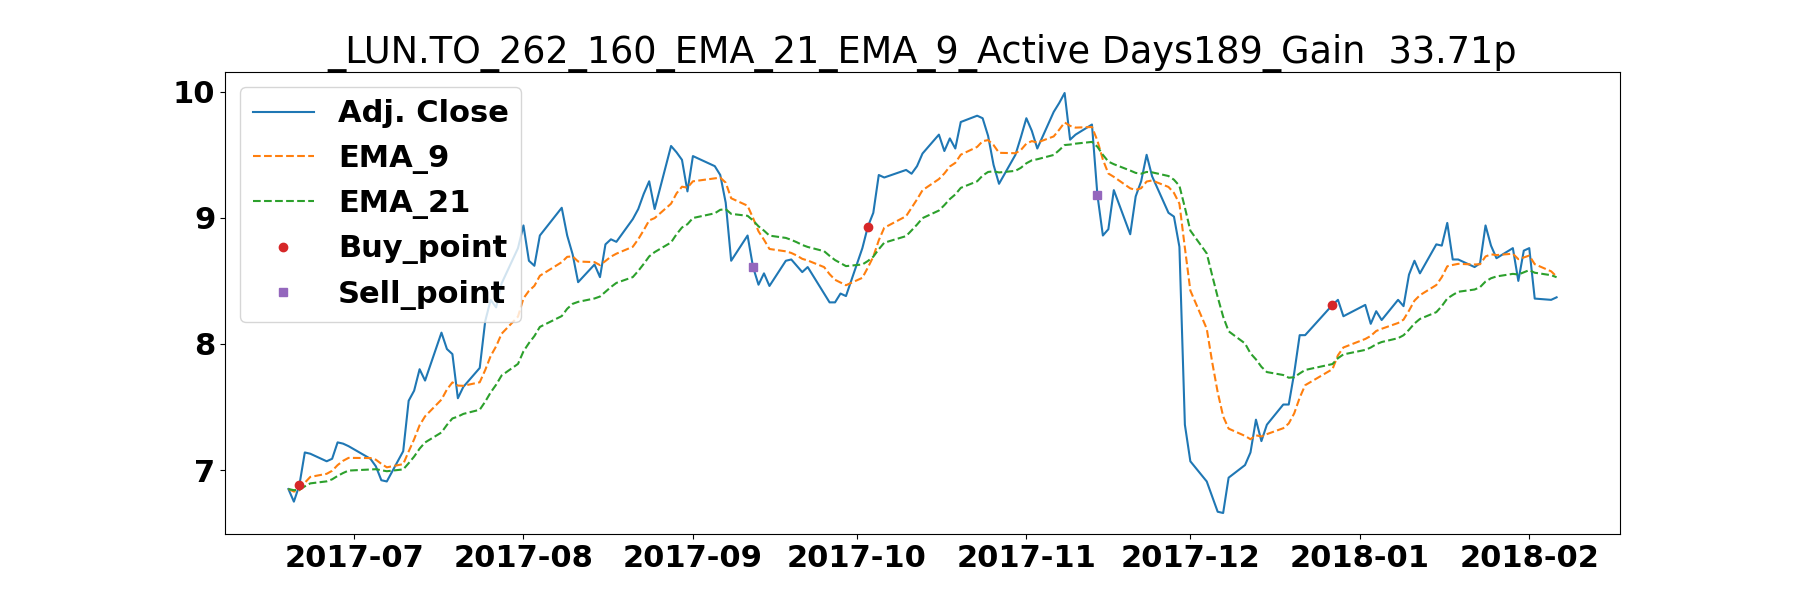 _LUN.TO_262_160_EMA_21_EMA_9_Active Days189_Gain  33.71p
10
9
8
7
Adj. Close
EMA_9
EMA_21
Buy_point
Sell_point
2017-07 2017-08 2017-09 2017-10 2017-11 2017-12 2018-01 2018-02